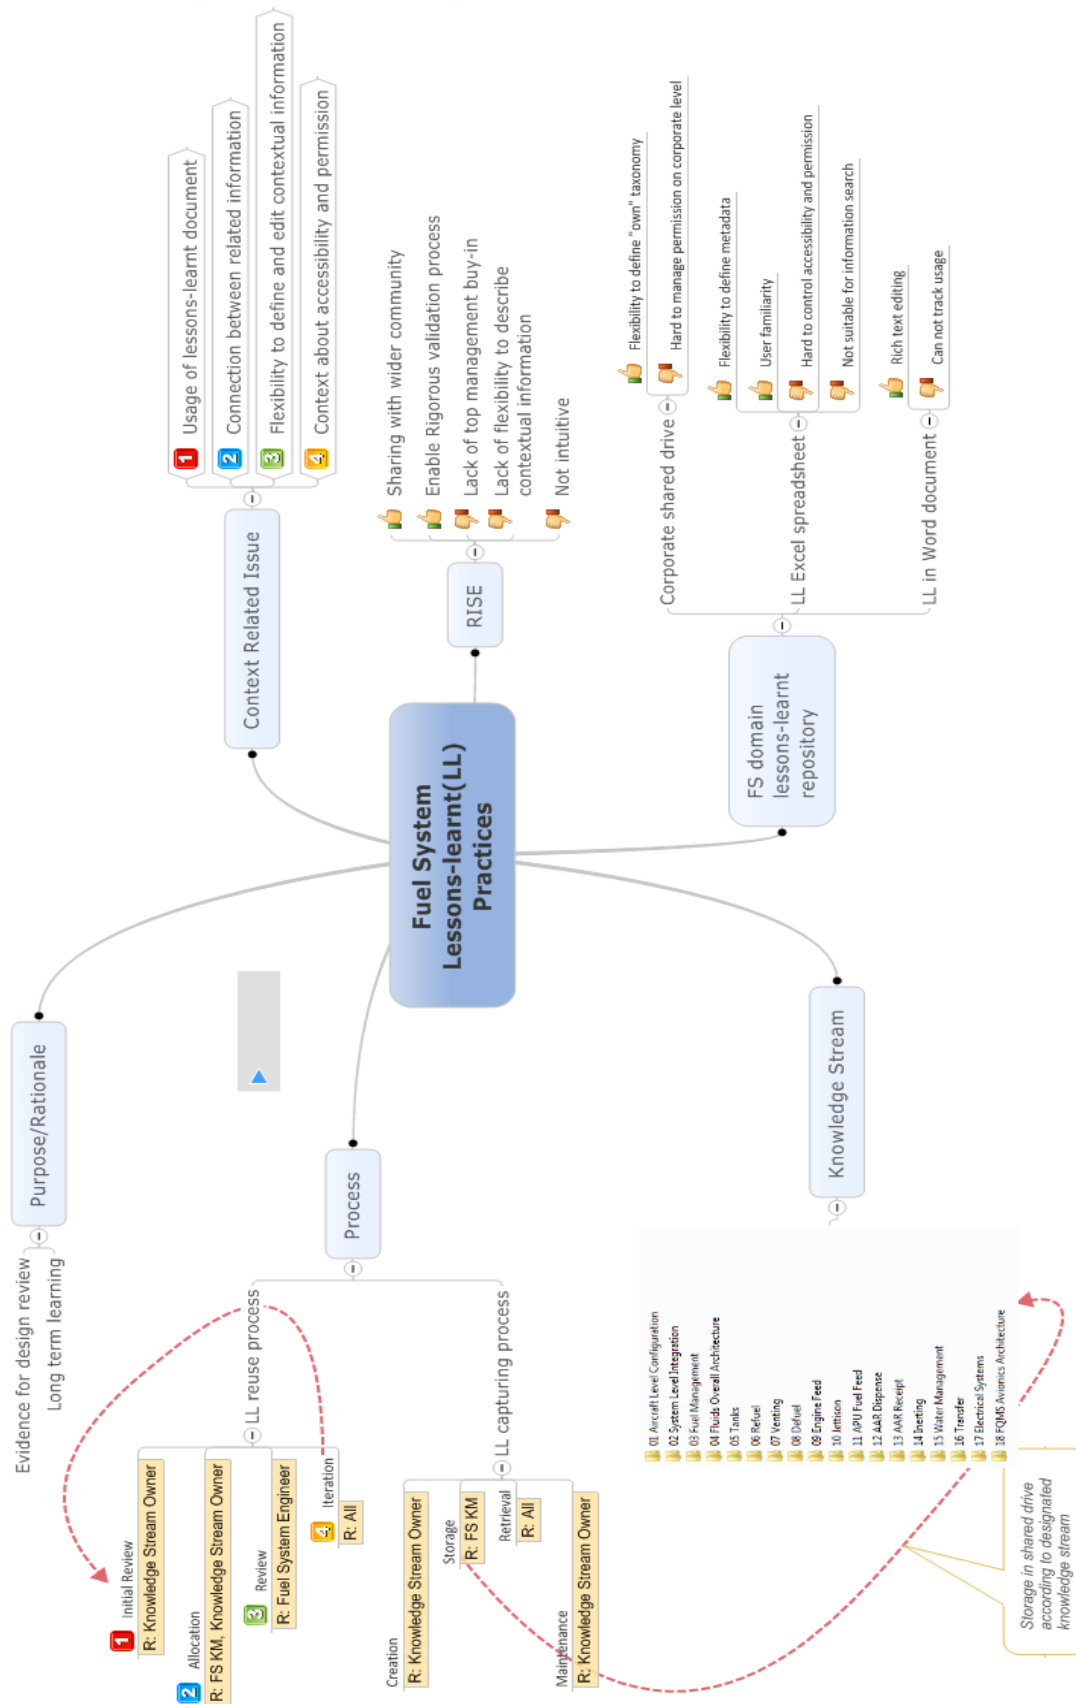 Fuel System
Lessons-learnt(LL)
Practices
Purpose/Rationale
Evidence for design review
Long term learning
Process
LL reuse process
1
Initial Review
R: Knowledge Stream Owner
2
Allocation
R: FS KM, Knowledge Stream Owner
3
Review
R: Fuel System Engineer
4
Iteration
R: All
LL capturing process
Creation
R: Knowledge Stream Owner
Storage
R: FS KM
Retrieval
R: All
Maintenance
R: Knowledge Stream Owner
Knowledge Stream
01 Aircraft Level Configuration
02 System Level Integration
03 Fuel Management
04 Fluids Overall Architecture
05 Tanks
06 Refuel
07 Venting
08 Defuel
09 Engine Feed
10 Jettison
11 APU Fuel Feed
12 AAR Dispense
13 AAR Receipt
14 Inerting
15 Water Management
16 Transfer
17 Electrical Systems
18 FQMS Avionics Architecture
Storage in shared drive
according to designated
knowledge stream
Context Related Issue
1 Usage of lessons-learnt document
2 Connection between related information
3 Flexibility to define and edit contextual information
4 Context about accessibility and permission
RISE
Sharing with wider community
Enable Rigorous validation process
Lack of top management buy-in
Lack of flexibility to describe
contextual information
Not intuitive
FS domain
lessons-learnt
repository
Corporate shared drive
Flexibility to define "own" taxonomy
Hard to manage permission on corporate level
LL Excel spreadsheet
Flexibility to define metadata
User familiarity
Hard to control accessibility and permission
Not suitable for information search
LL in Word document
Rich text editing
Can not track usage